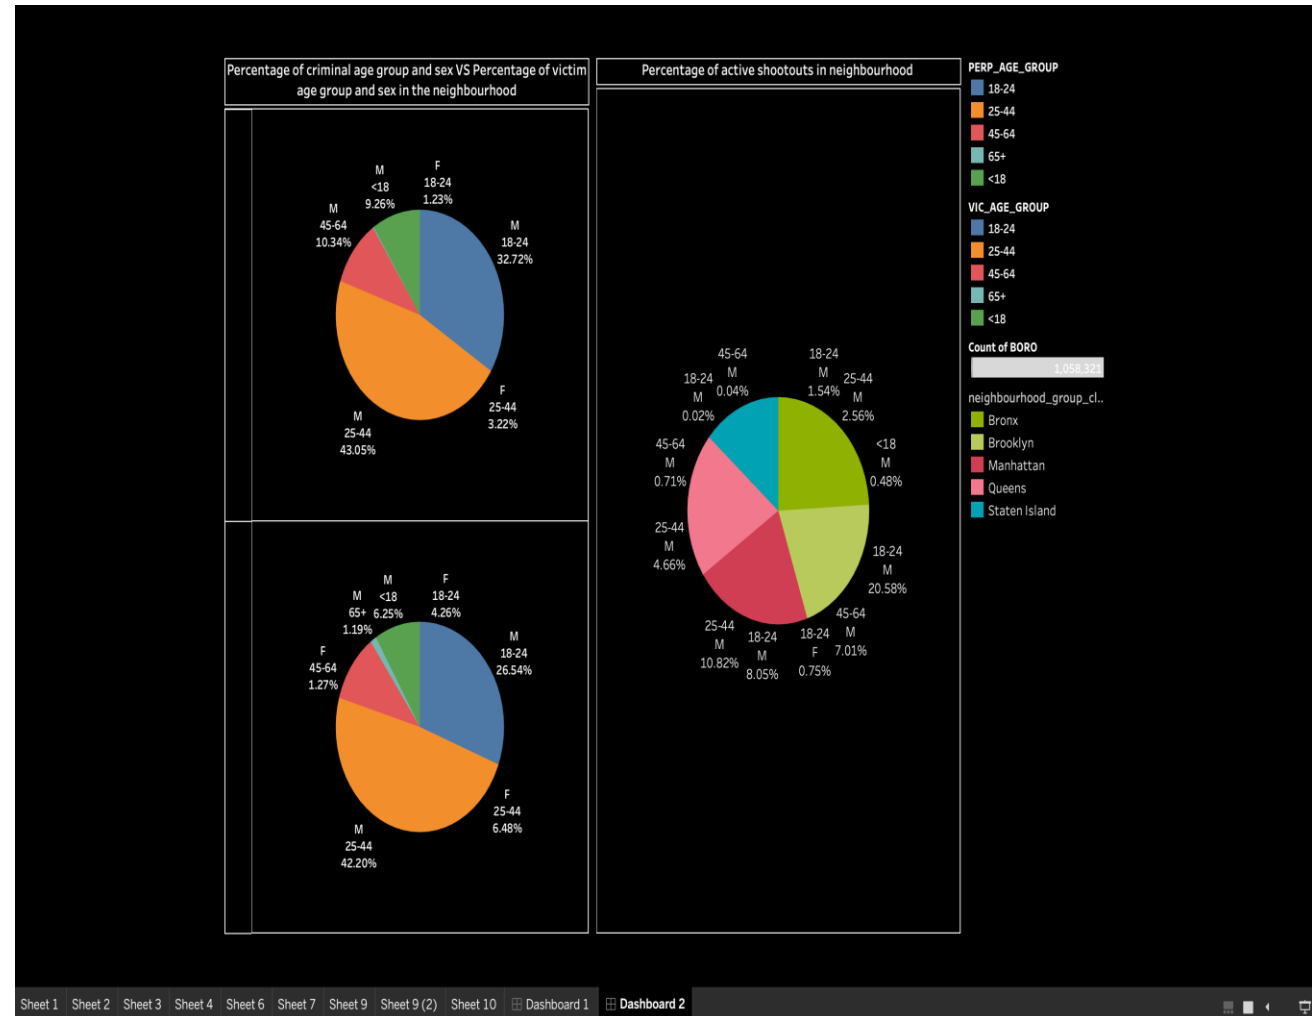 Percentage of criminal age group and sex VS Percentage of victim
age group and sex in the neighbourhood
M
<18
9.26%
F
18-24
1.23%
M
45-64
10.34%
M
18-24
32.72%
F
25-44
3.22%
M
25-44
43.05%
M
<18
6.25%
F
18-24
4.26%
M
65+
1.19%
M
18-24
26.54%
F
45-64
1.27%
F
25-44
6.48%
M
25-44
42.20%
Percentage of active shootouts in neighbourhood
45-64
M
0.04%
18-24
M
1.54%
18-24
M
0.02%
25-44
M
2.56%
45-64
M
0.71%
<18
M
0.48%
25-44
M
4.66%
18-24
M
20.58%
25-44
M
10.82%
18-24
M
8.05%
18-24
F
0.75%
45-64
M
7.01%
PERP_AGE_GROUP
18-24
25-44
45-64
65+
<18
VIC_AGE_GROUP
18-24
25-44
45-64
65+
<18
Count of BORO
1,058,321
neighbourhood_group_cl..
Bronx
Brooklyn
Manhattan
Queens
Staten Island
Sheet 1 Sheet 2 Sheet 3 Sheet 4 Sheet 6 Sheet 7 Sheet 9 Sheet 9 (2) Sheet 10 Dashboard 1 Dashboard 2